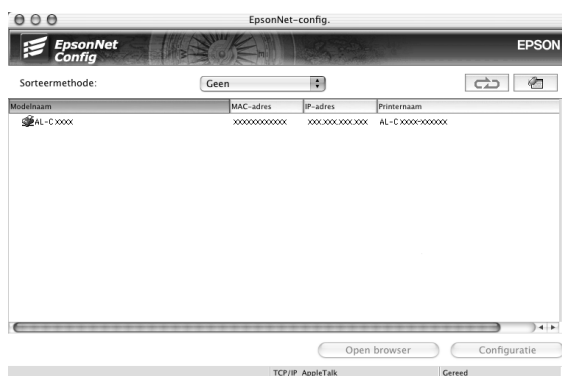 EpsonNet-config.
EpsonNet
Config
EPSON
Sorteermethode:
Geen
Modelnaam MAC-adres IP-adres Printernaam
AL-C XXXX XXXXXXXXXXXX XXX.XXX.XXX.XXX AL-C XXXX-XXXXXX
Open browser Configuratie
TCP/IP AppleTalk Gereed